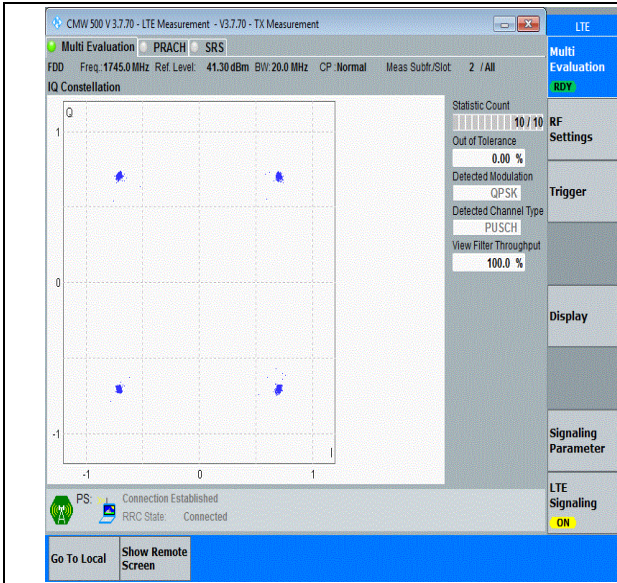 CMW 500 V 3.7.70 - LTE Measurement - V3.7.70 - TX Measurement
LTE
Multi Evaluation PRACH SRS
Multi
Evaluation
RDY
FDD Freq.:1745.0 MHz Ref. Level: 41.30 dBm BW:20.0 MHz CP :Normal Meas Subfr./Slot: 2 / All
IQ Constellation
Q
1
0
-1
-1 0 1
I
Statistic Count
10 / 10
Out of Tolerance
0.00 %
Detected Modulation
QPSK
Detected Channel Type
PUSCH
View Filter Throughput
100.0 %
RF
Settings
Trigger
Display
Signaling
Parameter
LTE
Signaling
ON
PS: Connection Established
RRC State: Connected
Go To Local
Show Remote
Screen